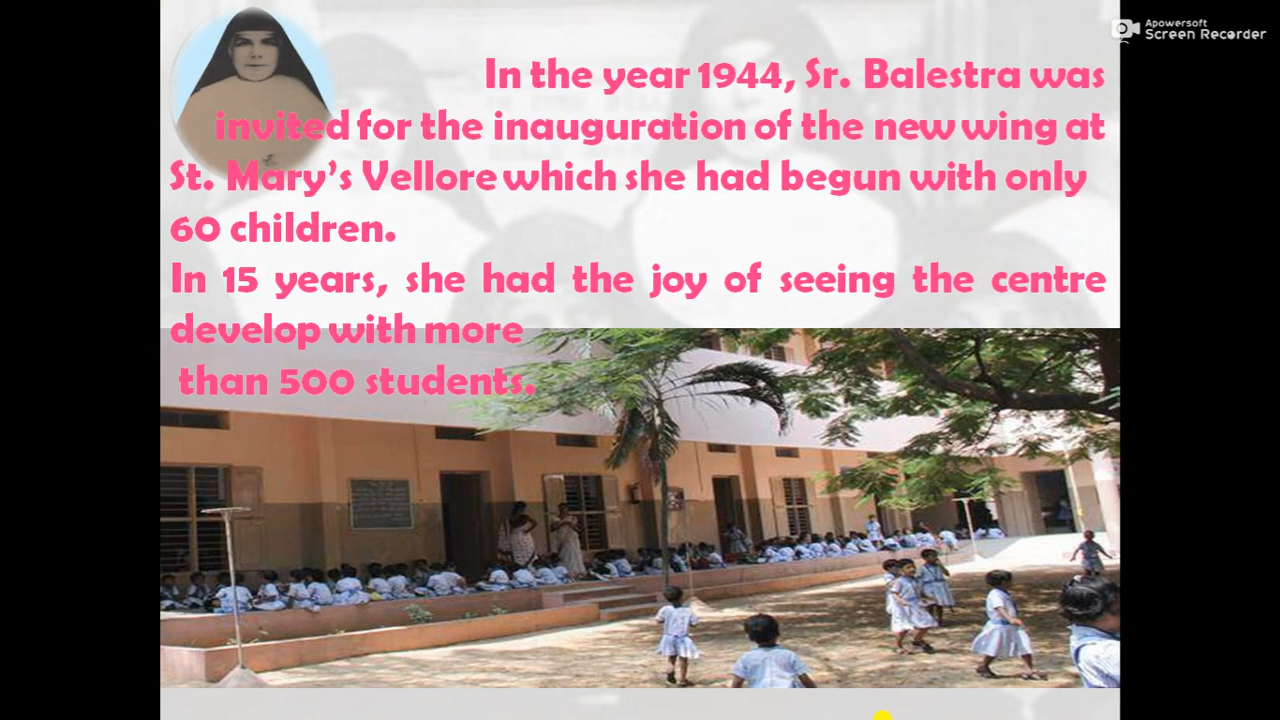 Apowersoft
Screen Recorder
In the year 1944, Sr. Balestra was
invited for the inauguration of the new wing at
St. Mary's Vellore which she had begun with only
60 children.
In 15 years, she had the joy of seeing the centre
develop with more
than 500 students.